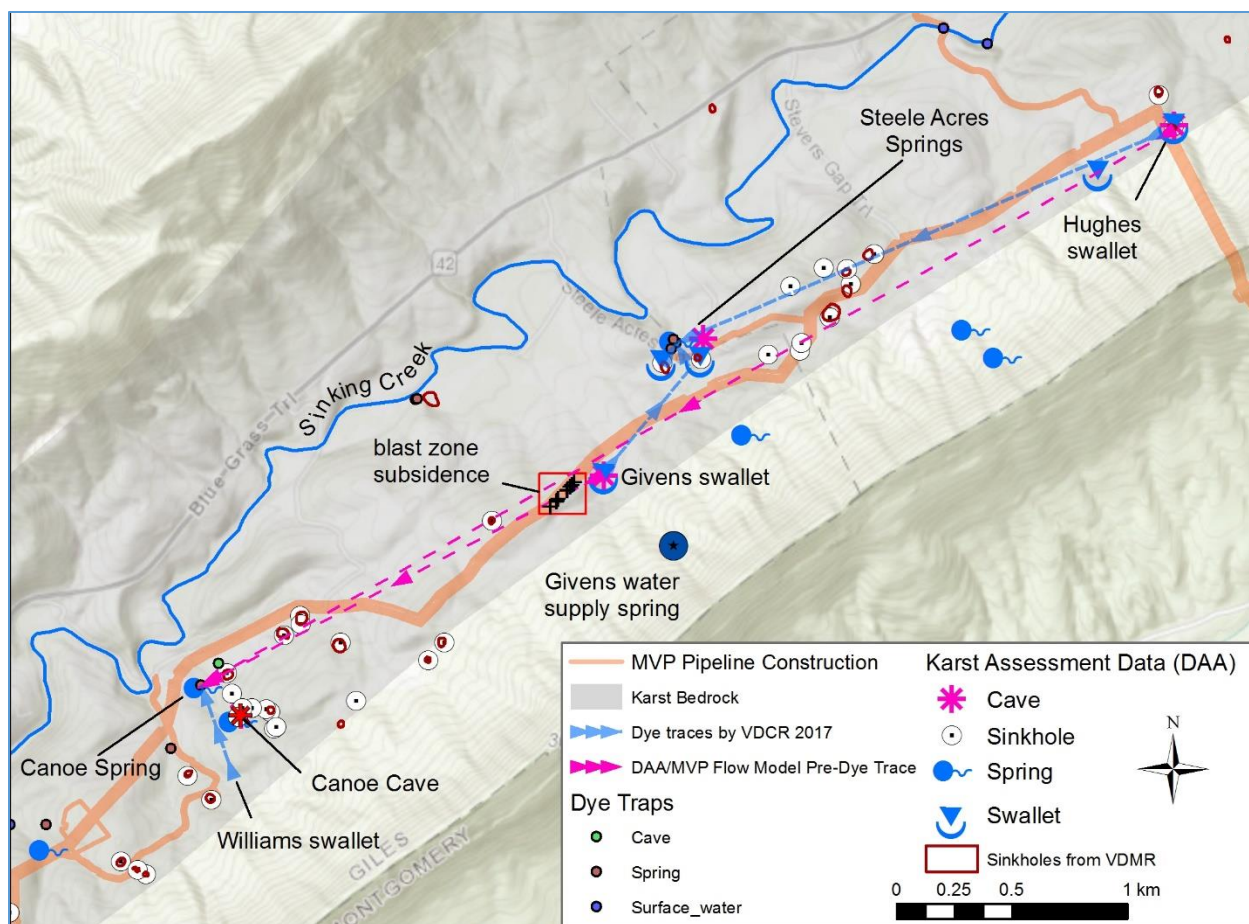 Steele Acres
Springs
Slevers Gap Trl
Hughes
swallet
42
Steele Acres
Sinking Creek
Blue-Grass-Trl
blast zone
subsidence
Givens swallet
Givens water
supply spring
Canoe Spring
Canoe Cave
Williams swallet
GILES
MONTGOMERY
MVP Pipeline Construction
Karst Bedrock
Dye traces by VDCR 2017
DAA/MVP Flow Model Pre-Dye Trace
Dye Traps
Cave
Spring
Surface_water
Karst Assessment Data (DAA)
Cave
Sinkhole
Spring
Swallet
Sinkholes from VDMR
N
0 0.25 0.5 1 km